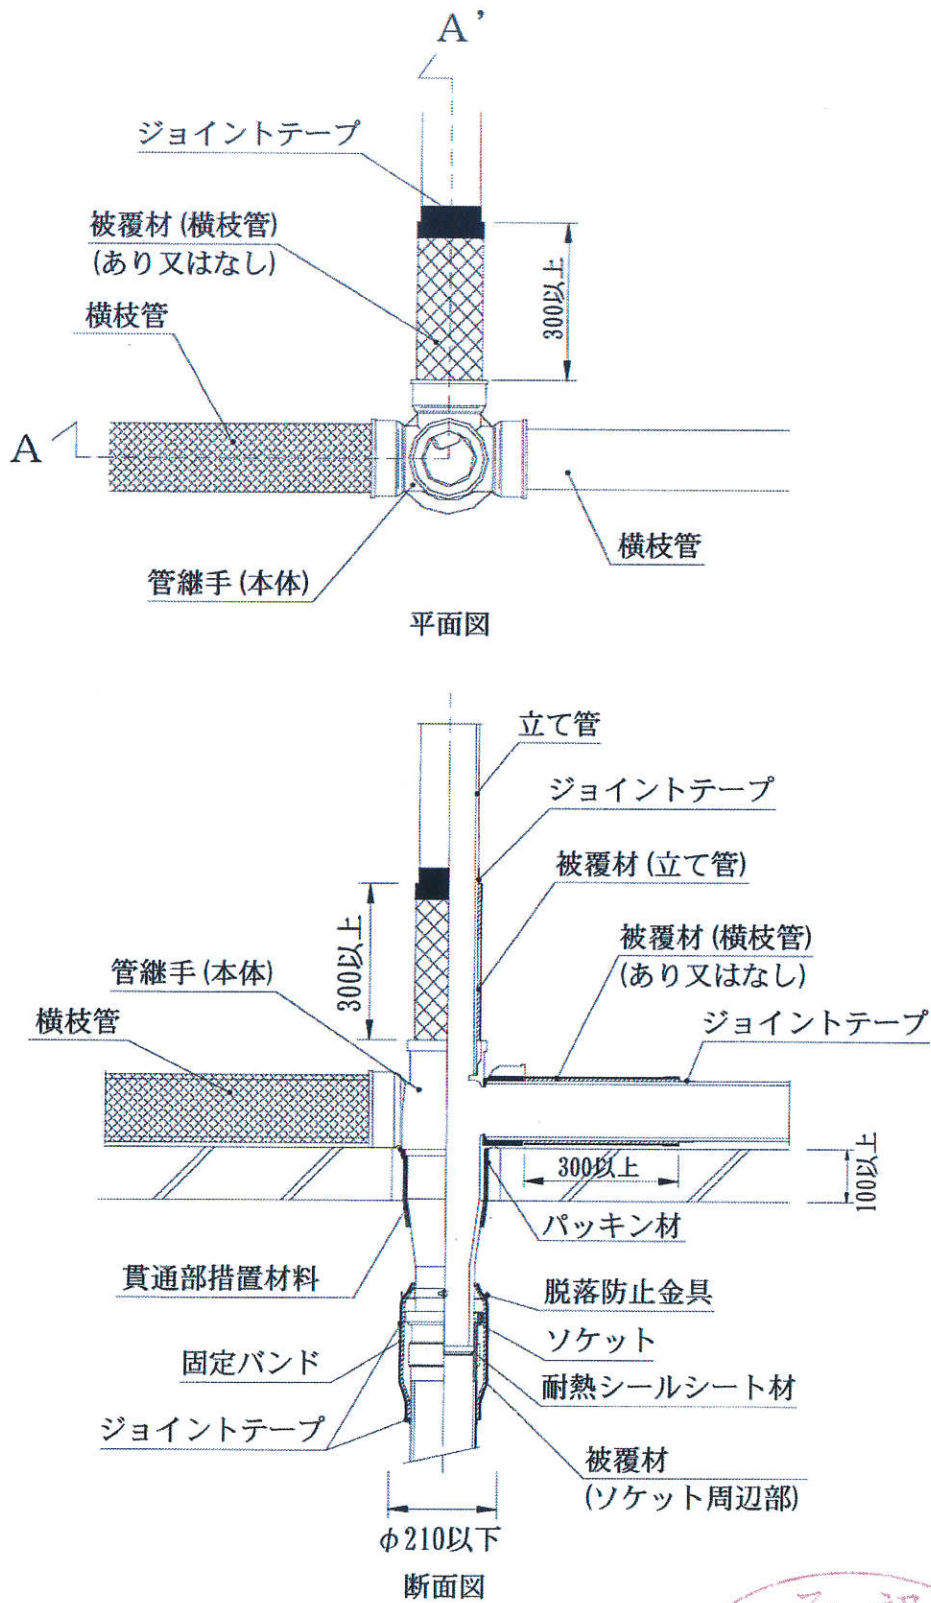 A’
ジョイントテープ
被覆材(横枝管)
(あり又はなし)
300以上
横枝管
A
横枝管
管継手(本体)
平面図
立て管
ジョイントテープ
被覆材(立て管)
被覆材(横枝管)
(あり又はなし)
300以上
管継手(本体)
ジョイントテープ
横枝管
300以上
100以上
パッキン材
貫通部措置材料
脱落防止金具
ソケット
固定バンド
耐熱シールシート材
ジョイントテープ
被覆材
(ソケット周辺部)
φ210以下
断面図